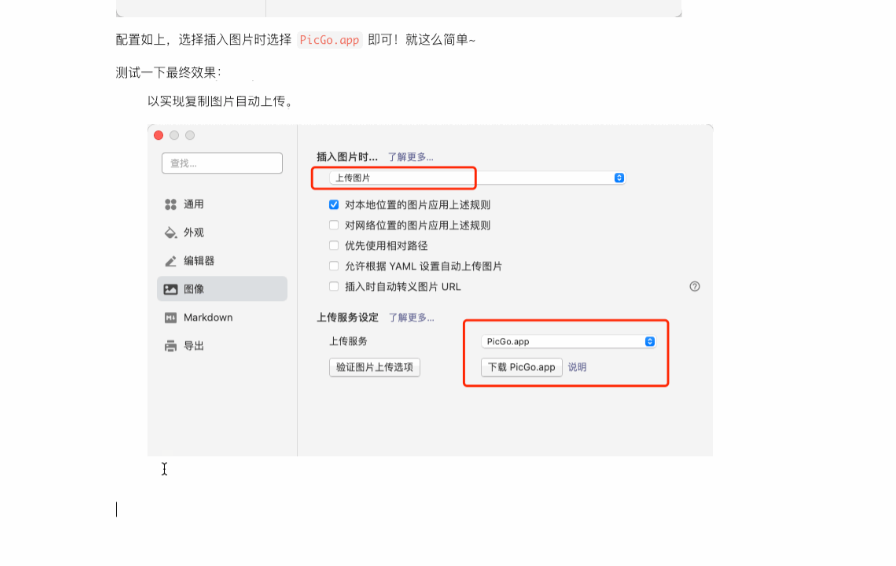 配置如上，选择插入图片时选择 PicGo.app 即可！就这么简单~
测试一下最终效果：
以实现复制图片自动上传。
查找...
通用
外观
编辑器
图像
Markdown
导出
插入图片时... 了解更多...
上传图片
对本地位置的图片应用上述规则
对网络位置的图片应用上述规则
优先使用相对路径
允许根据 YAML 设置自动上传图片
插入时自动转义图片 URL
上传服务设定 了解更多...
上传服务 PicGo.app
验证图片上传选项 下载 PicGo.app 说明